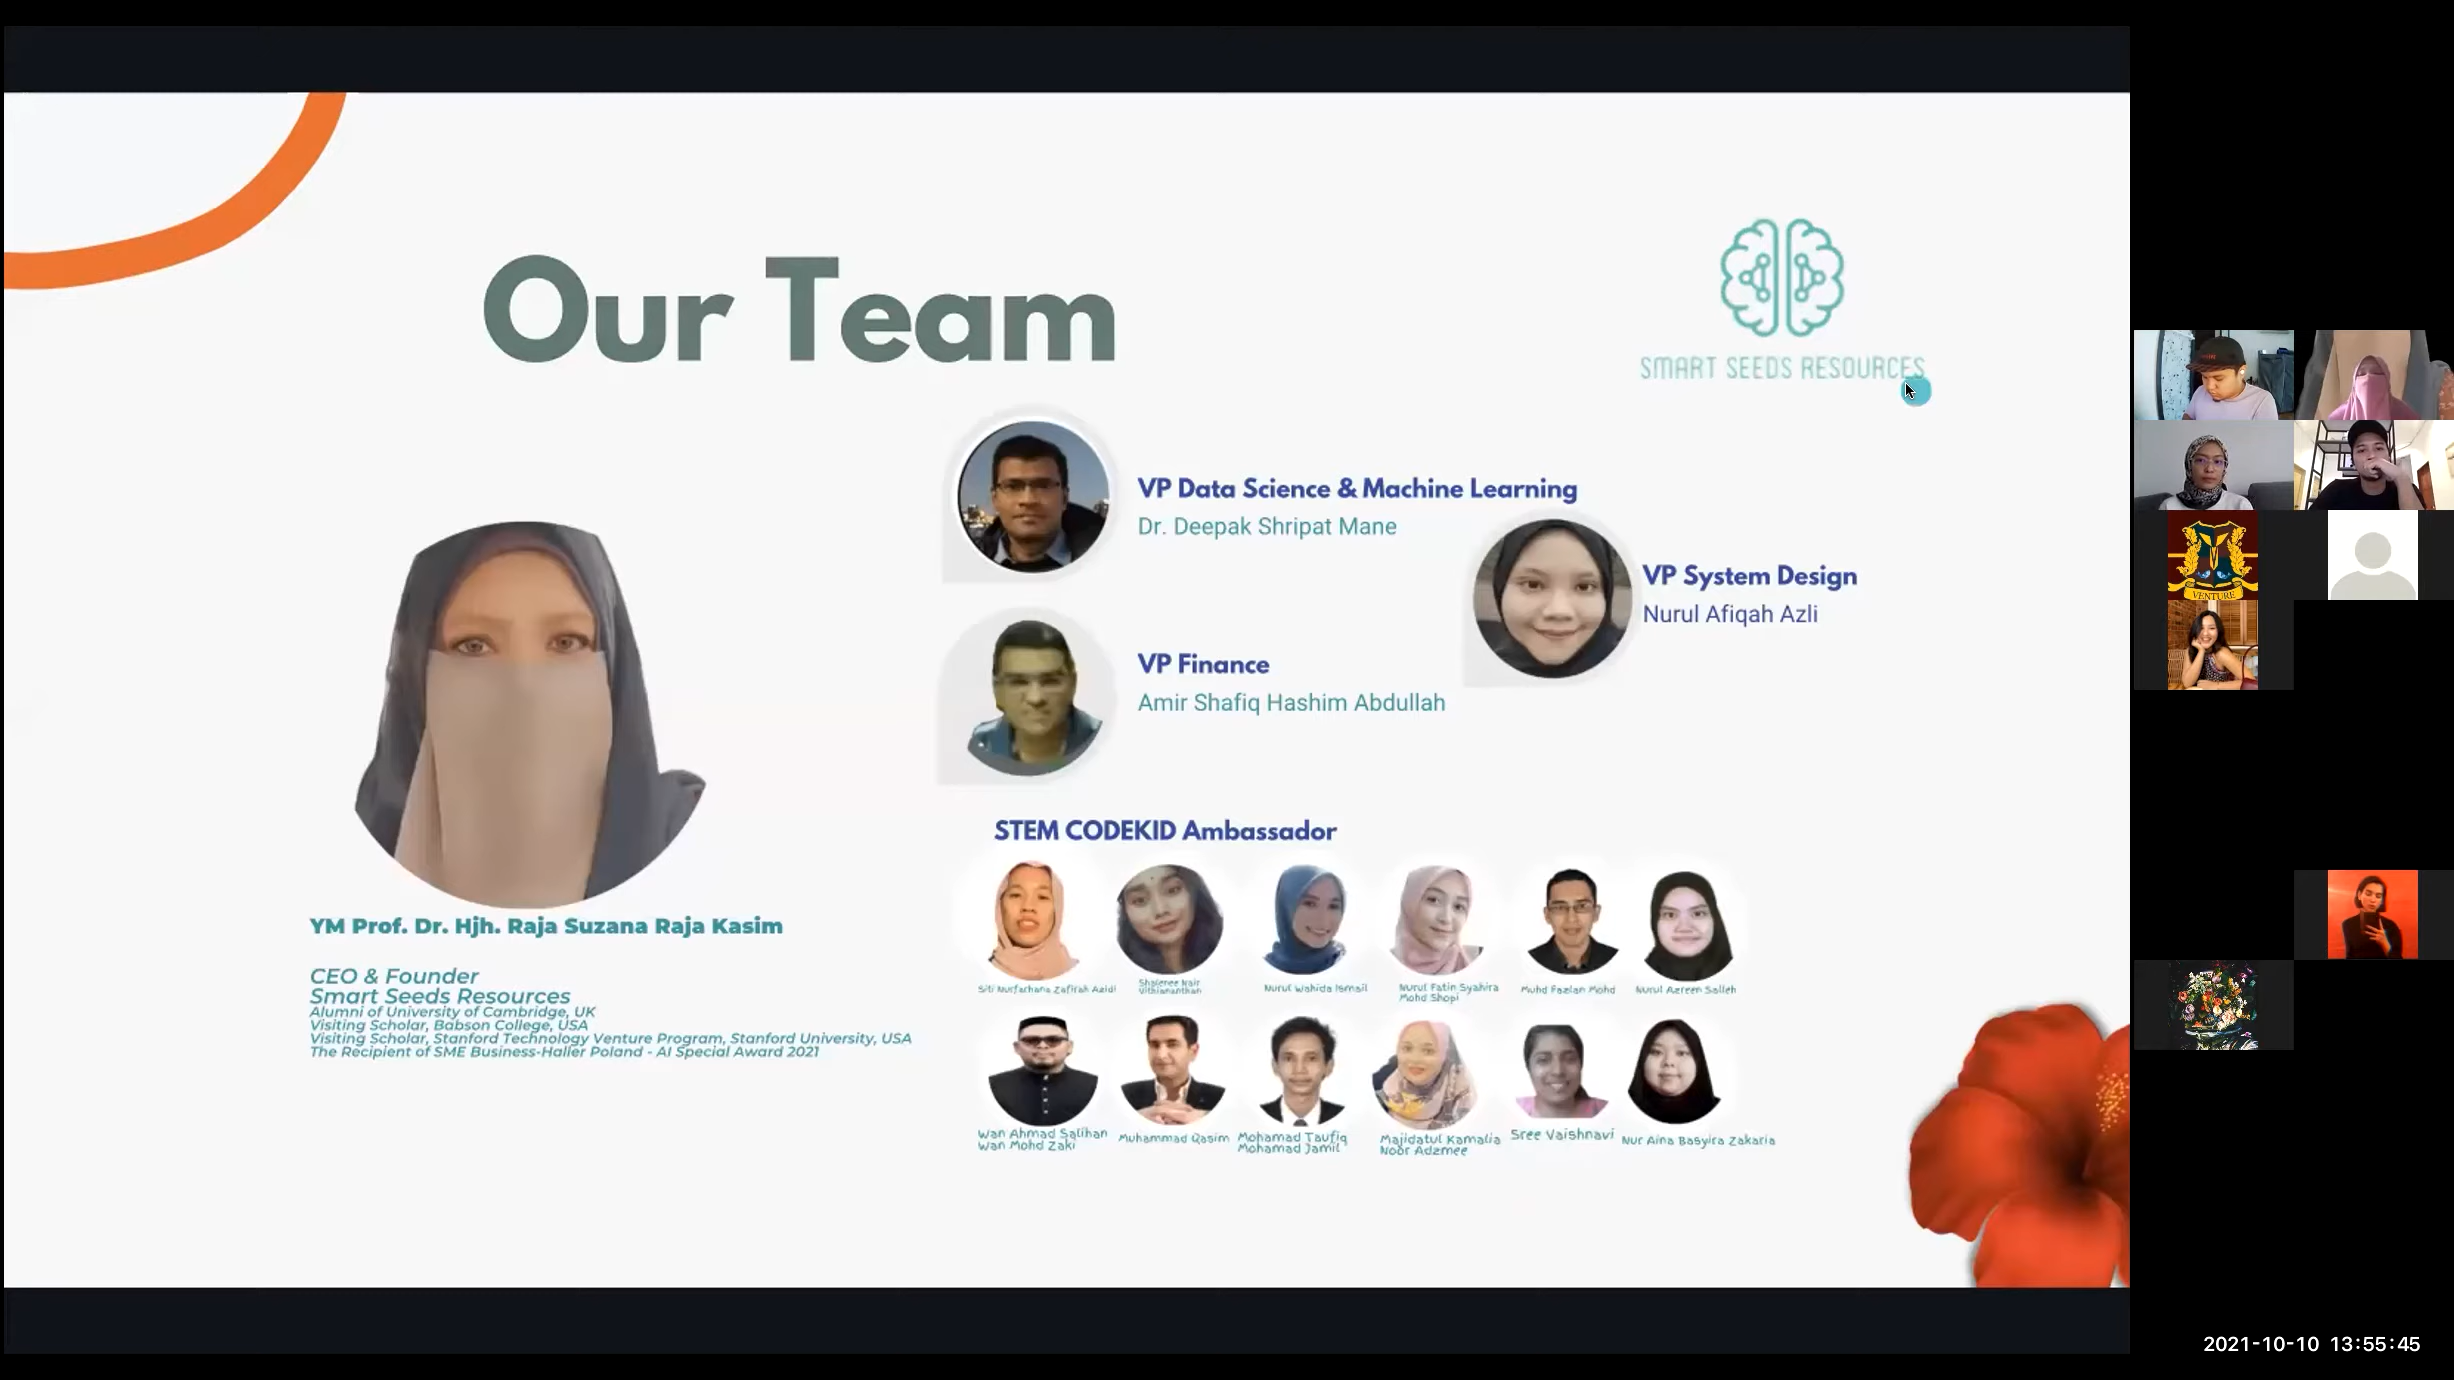 Our Team
SMART SEEDS RESOURCES
VP Data Science & Machine Learning
Dr. Deepak Shripat Mane
VP System Design
Nurul Afiqah Azli
VP Finance
Amir Shafiq Hashim Abdullah
YM Prof. Dr. Hjh. Raja Suzana Raja Kasim
CEO & Founder
Smart Seeds Resources
Alumni of University of Cambridge, UK
Visiting Scholar, Babson College, USA
Visiting Scholar, Stanford Technology Venture Program, Stanford University, USA
The Recipient of SME Business-Haller Poland - AI Special Award 2021
STEM CODEKID Ambassador
Siti Nurfarhana Zafirah Azidi
Shalenee Nair
Vithiananthan
Nurul Wahida Ismail
Nurul Fatin Syahira
Mohd Shopi
Muhd Fazlan Mohd
Nurul Azreen Salleh
Wan Ahmad Salihan
Wan Mohd Zaki
Muhammad Qasim
Mohamad Taufiq
Mohamad Jamil
Majidatul Kamalia
Noor Adzmee
Sree Vaishnavi
Nur Aina Basyira Zakaria
VENTURE
2021-10-10 13:55:45